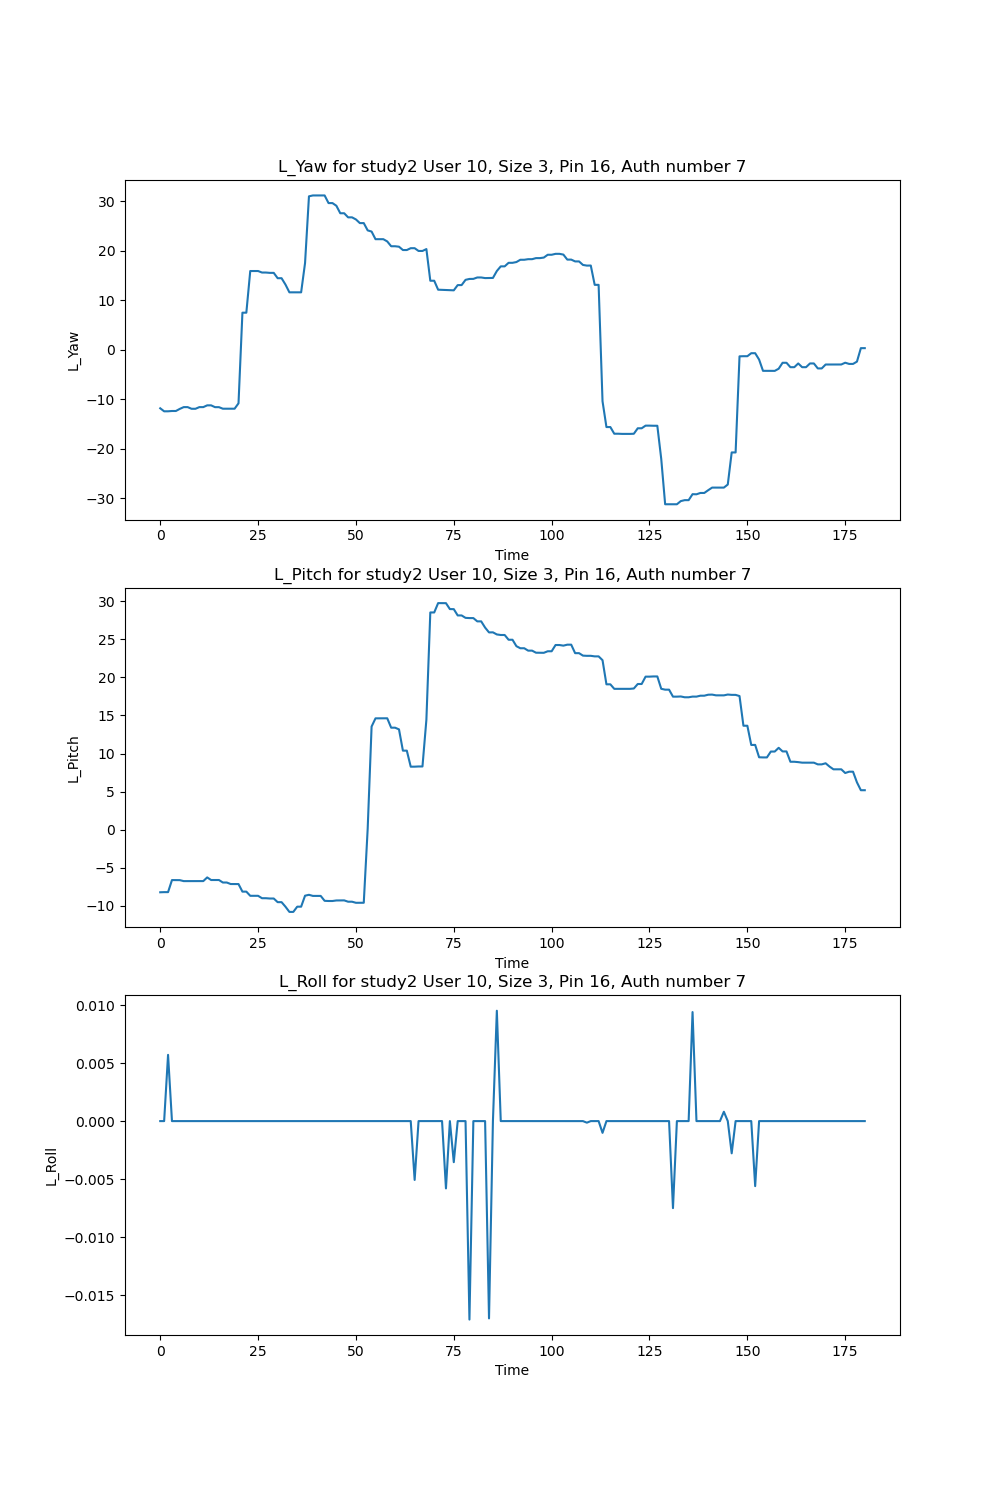 L_Yaw for study2 User 10, Size 3, Pin 16, Auth number 7
30
20
10
0
−10
−20
−30
L_Yaw
0 25 50 75 100 125 150 175
Time
L_Pitch for study2 User 10, Size 3, Pin 16, Auth number 7
30
25
20
15
10
5
0
−5
−10
L_Pitch
0 25 50 75 100 125 150 175
Time
L_Roll for study2 User 10, Size 3, Pin 16, Auth number 7
0.010
0.005
0.000
−0.005
−0.010
−0.015
L_Roll
0 25 50 75 100 125 150 175
Time